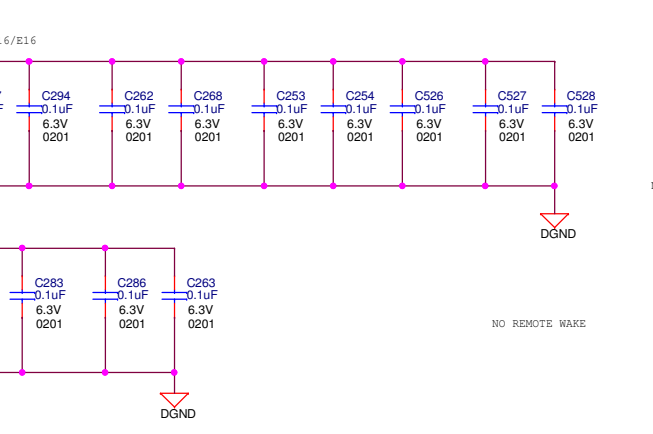 .6/E16
C294
0.1uF
6.3V
0201
C262
0.1uF
6.3V
0201
C268
0.1uF
6.3V
0201
C253
0.1uF
6.3V
0201
C254
0.1uF
6.3V
0201
C526
0.1uF
6.3V
0201
C527
0.1uF
6.3V
0201
C528
0.1uF
6.3V
0201
DGND
C283
0.1uF
6.3V
0201
C286
0.1uF
6.3V
0201
C263
0.1uF
6.3V
0201
NO REMOTE WAKE
DGND